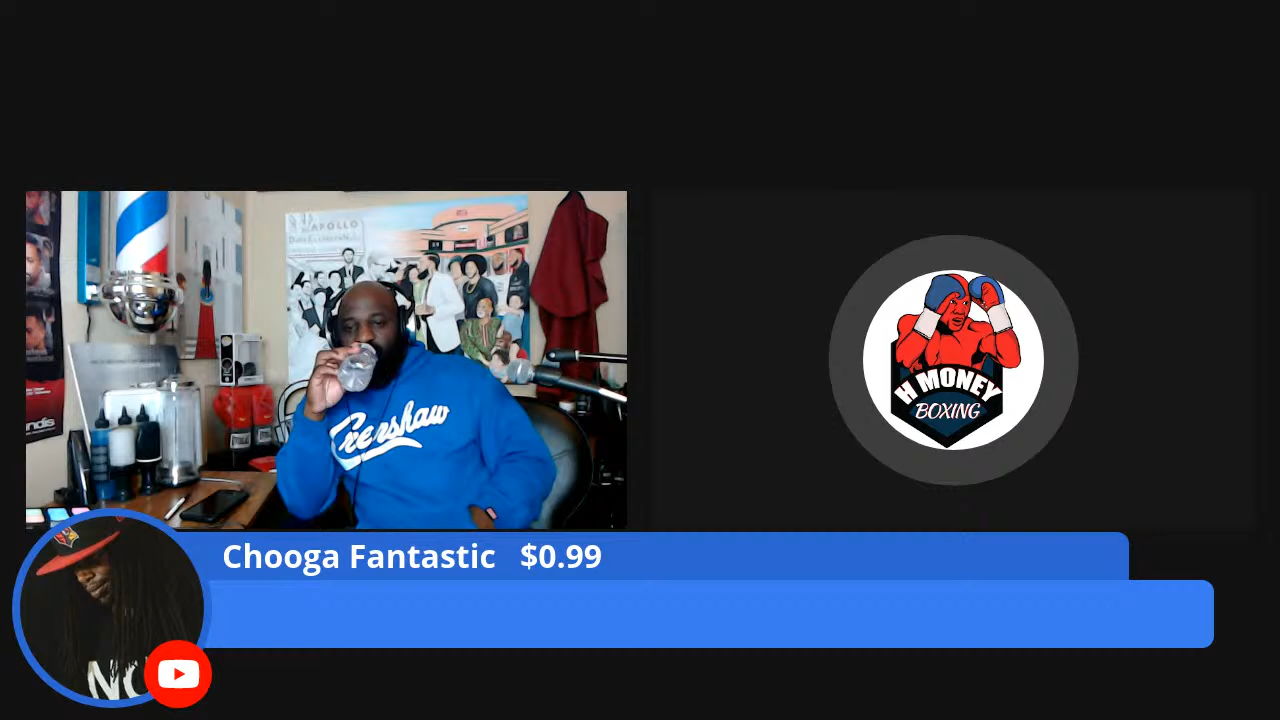 APOLLO
Crenshaw
H MONEY
BOXING
Chooga Fantastic $0.99